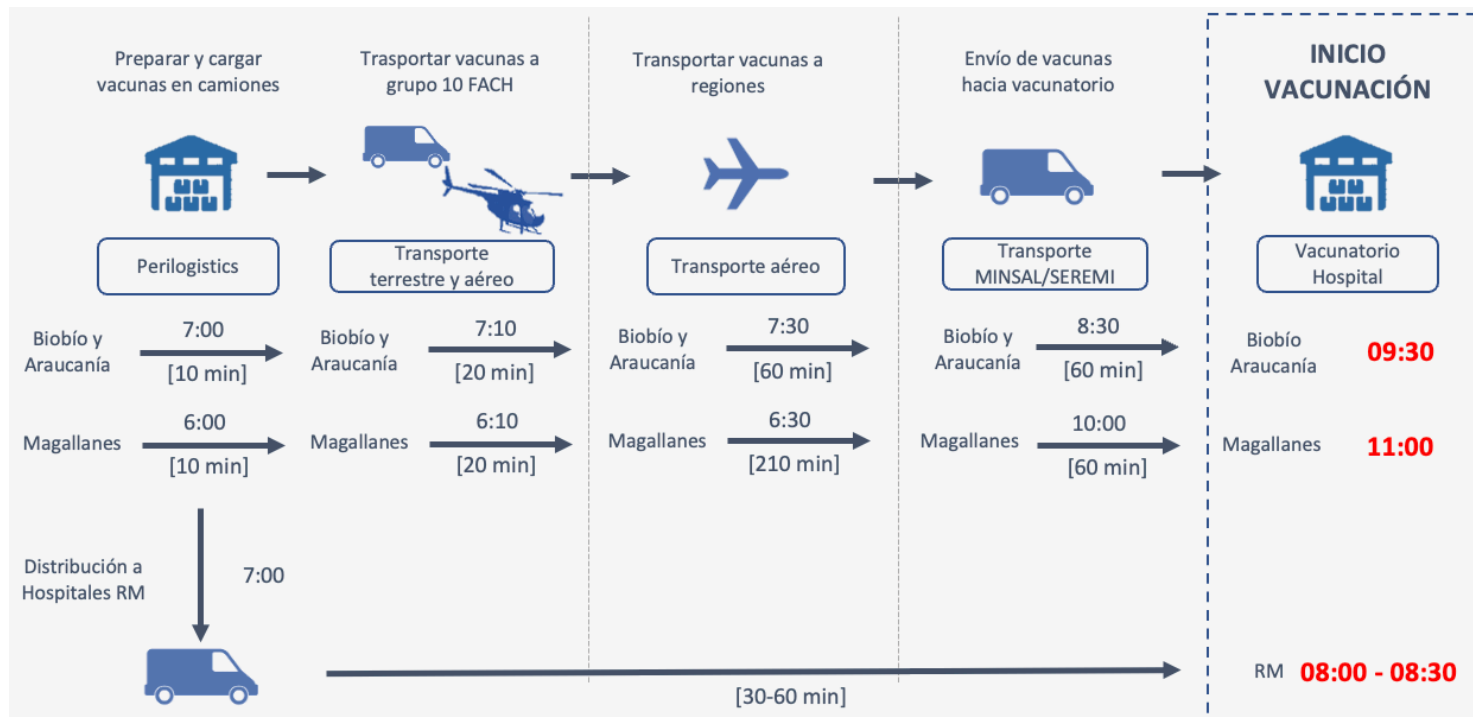 Preparar y cargar
vacunas en camiones
Trasportar vacunas a
grupo 10 FACH
Transportar vacunas a
regiones
Envío de vacunas
hacia vacunatorio
INICIO
VACUNACIÓN
Perilogistics
Transporte
terrestre y aéreo
Transporte aéreo
Transporte
MINSAL/SEREMI
Vacunatorio
Hospital
Biobío y
Araucanía
7:00
[10 min]
Biobío y
Araucanía
7:10
[20 min]
Biobío y
Araucanía
7:30
[60 min]
Biobío y
Araucanía
8:30
[60 min]
Biobío
Araucanía
09:30
Magallanes
6:00
[10 min]
Magallanes
6:10
[20 min]
Magallanes
6:30
[210 min]
Magallanes
10:00
[60 min]
Magallanes
11:00
Distribución a
Hospitales RM
7:00
[30-60 min]
RM
08:00 - 08:30